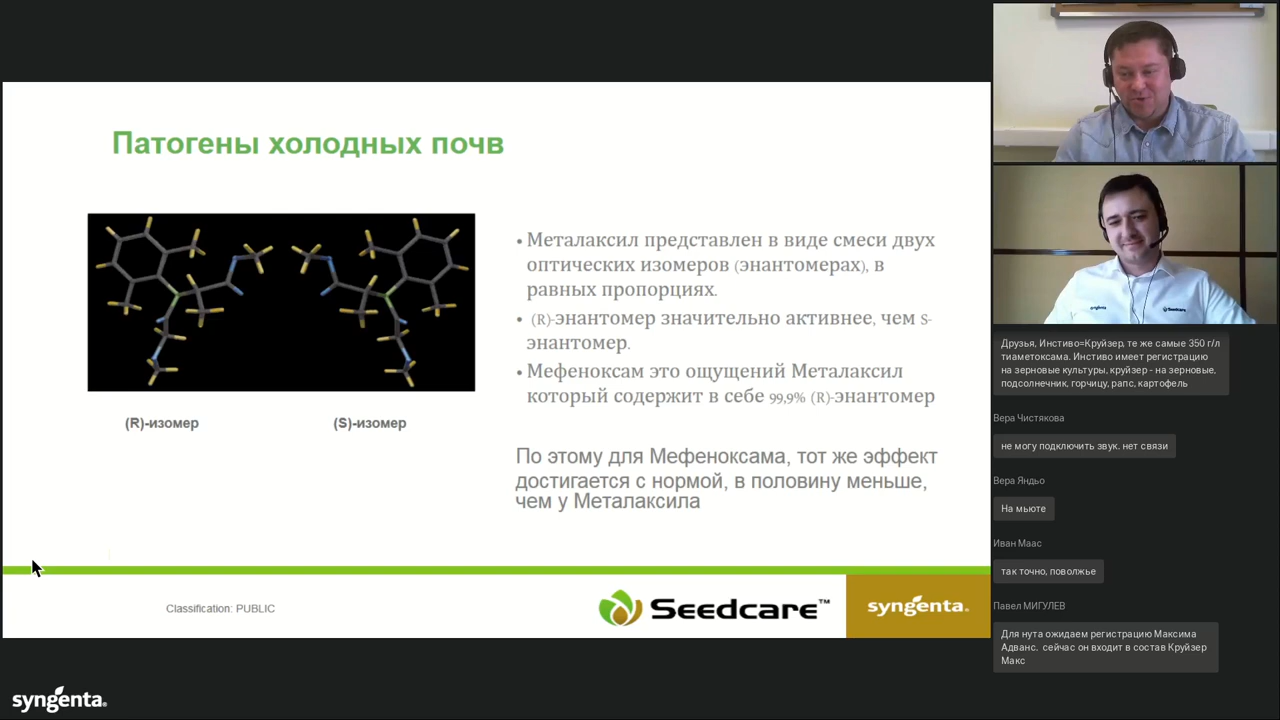 Патогены холодных почв
• Металаксил представлен в виде смеси двух
оптических изомеров (энантомерах), в
равных пропорциях.
• (R)-энантомер значительно активнее, чем S-
энантомер.
• Мефеноксам это ощущений Металаксил
который содержит в себе 99,9% (R)-энантомер
(R)-изомер
(S)-изомер
По этому для Мефеноксама, тот же эффект
достигается с нормой, в половину меньше,
чем у Металаксила
Classification: PUBLIC
Seedcare™
syngenta.
syngenta.
syngenta
Seedcare
Друзья, Инстиво=Круйзер, те же самые 350 г/л
тиаметоксама. Инстиво имеет регистрацию
на зерновые культуры, круйзер - на зерновые,
подсолнечник, горчицу, рапс, картофель
Вера Чистякова
не могу подключить звук. нет связи
Вера Яндьо
На мьюте
Иван Маас
так точно, поволжье
Павел МИГУЛЕВ
Для нута ожидаем регистрацию Максима
Адванс. сейчас он входит в состав Круйзер
Макс